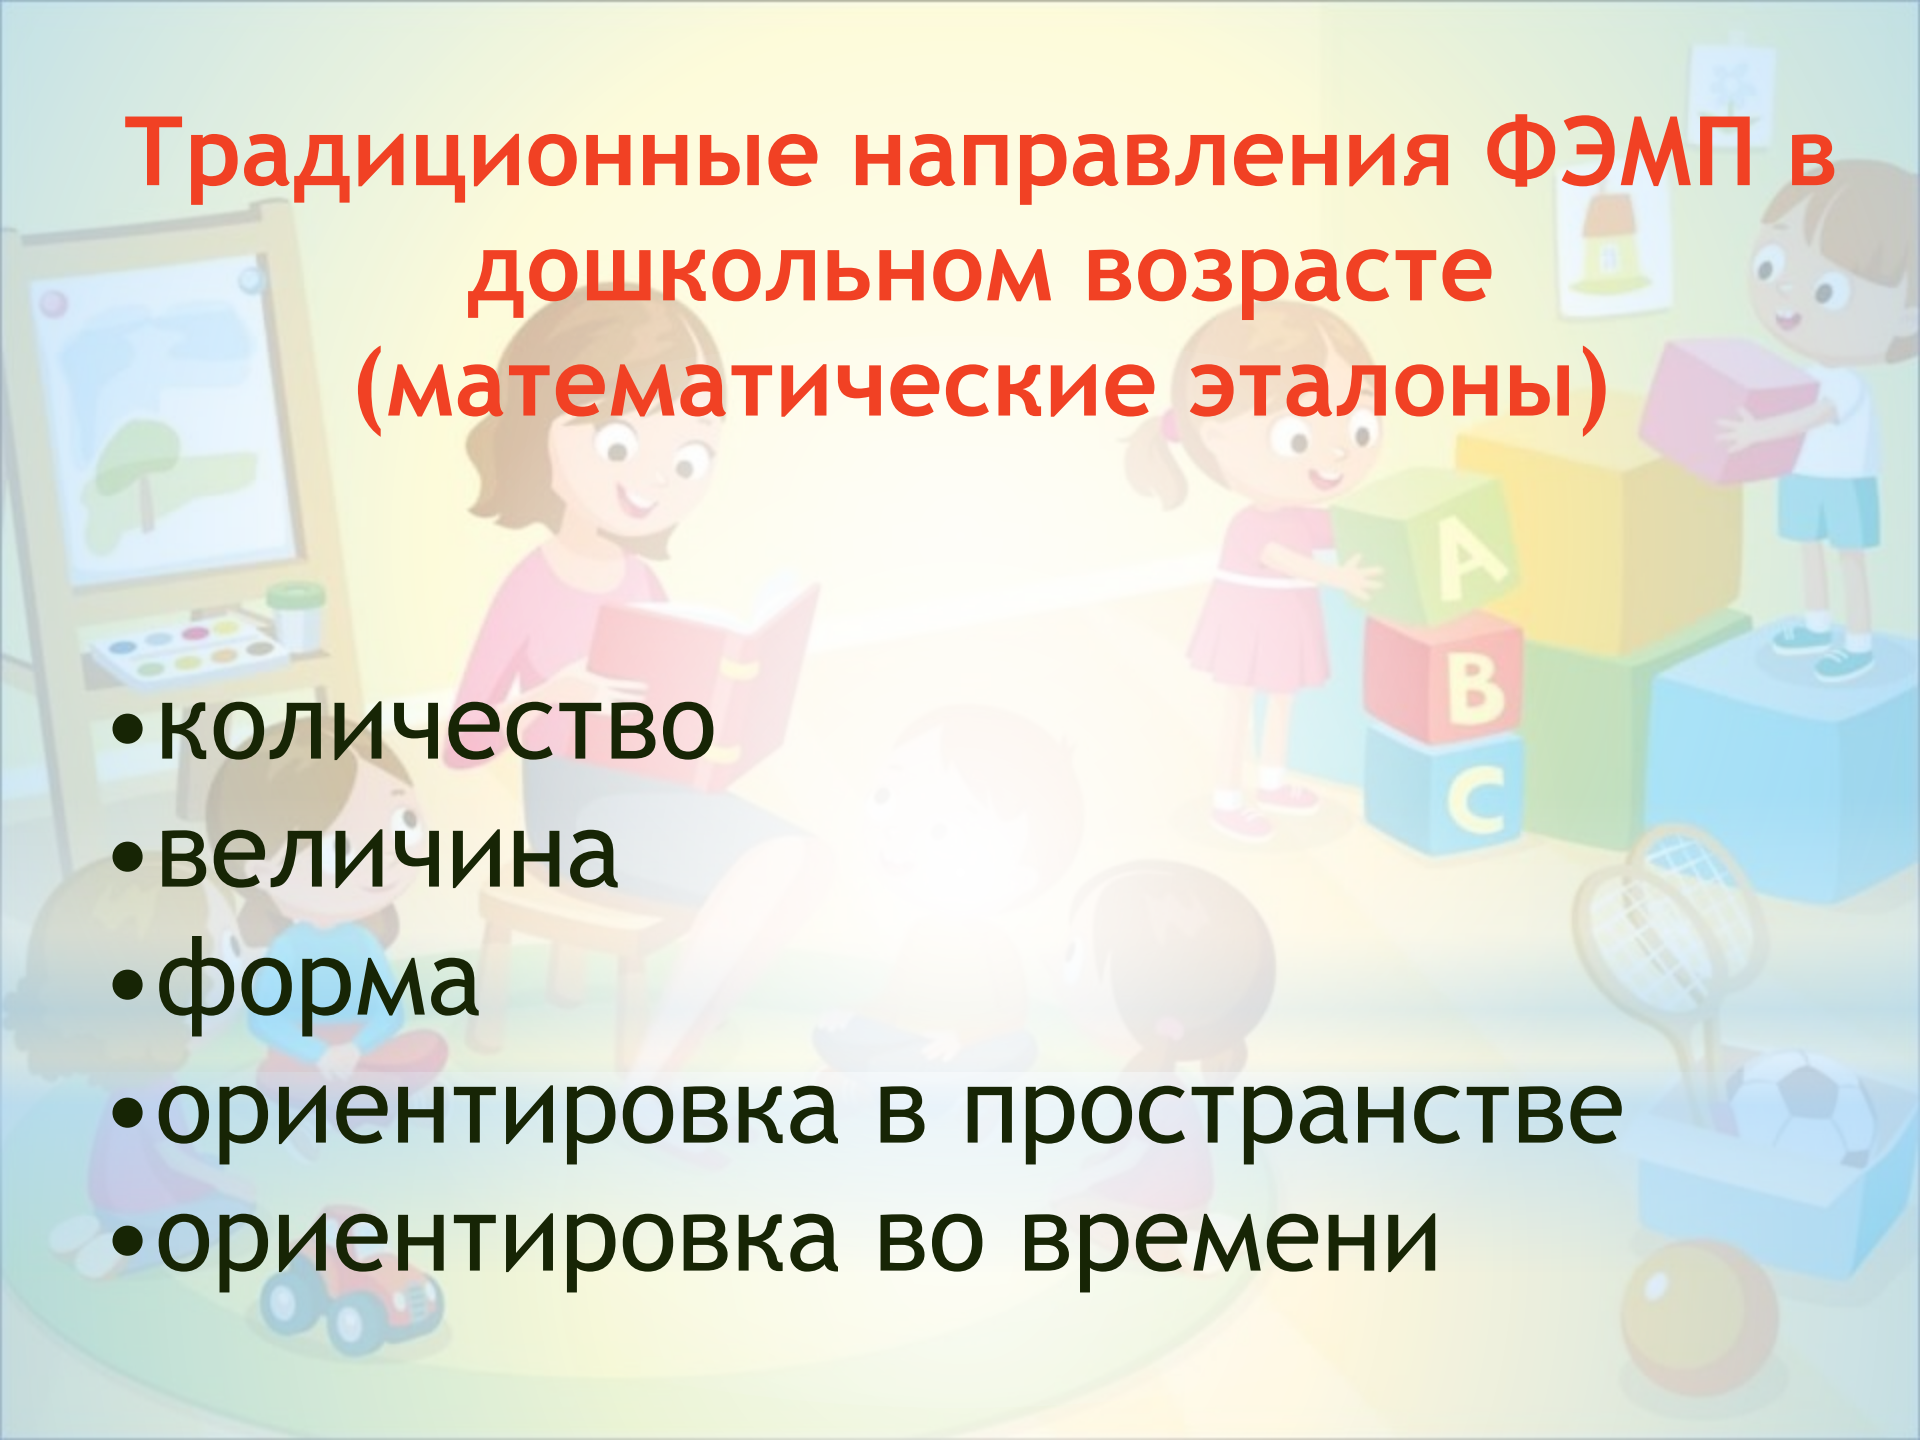 Традиционные направления ФЭМП в
дошкольном возрасте
(математические эталоны)
A
B
C
•количество
•величина
•форма
•ориентировка в пространстве
•ориентировка во времени